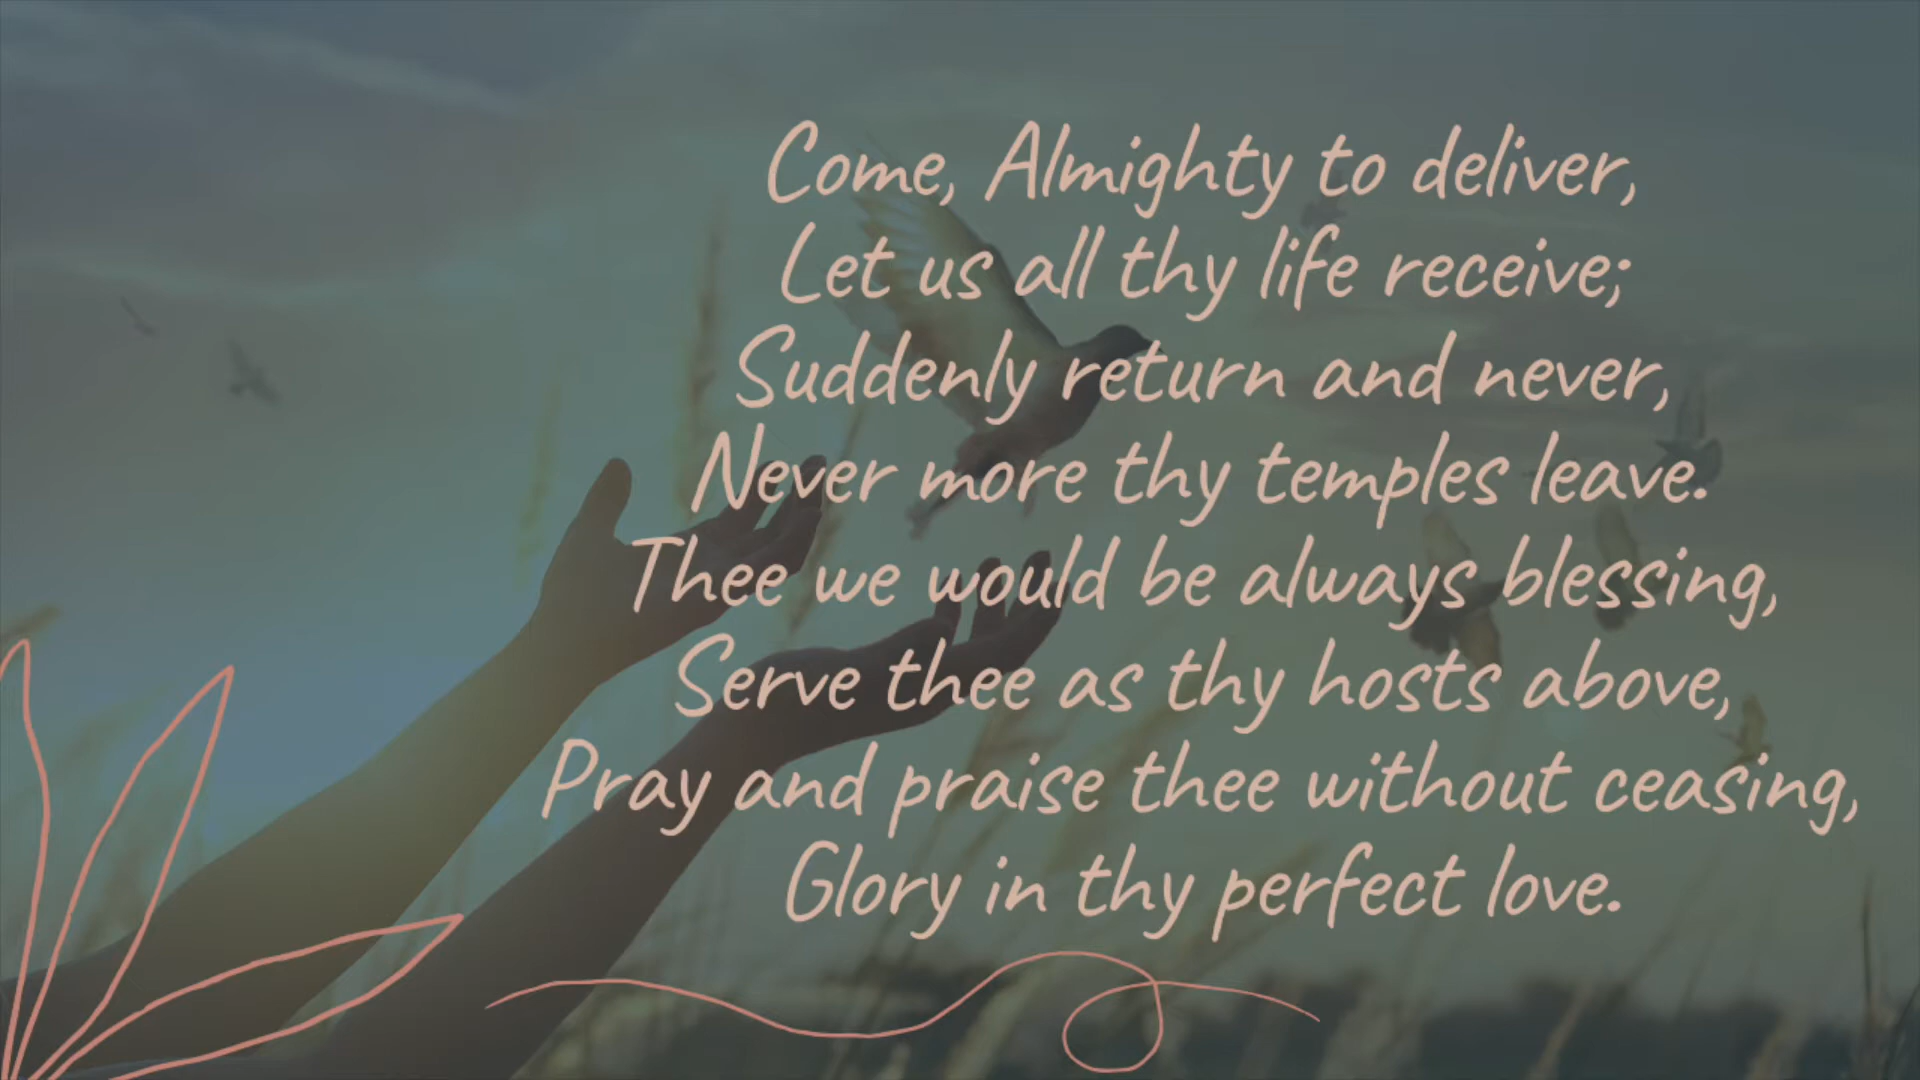 Come, Almighty to deliver,
Let us all thy life receive;
Suddenly return and never,
Never more thy temples leave.
Thee we would be always blessing,
Serve thee as thy hosts above,
Pray and praise thee without ceasing,
Glory in thy perfect love.